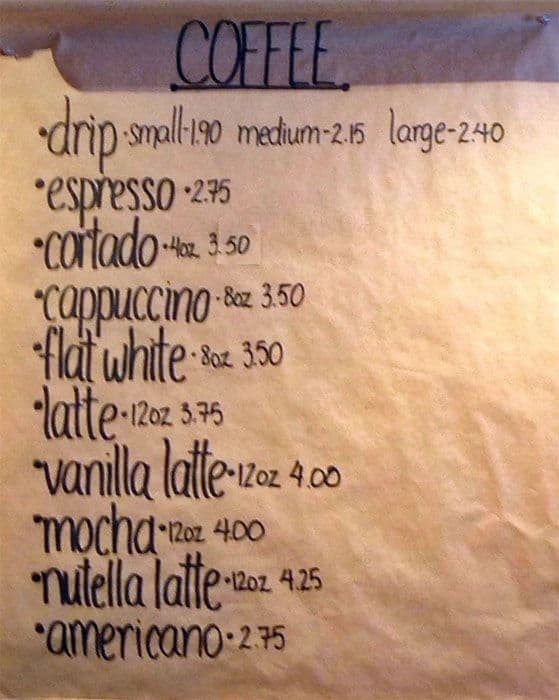 COFFEE
•drip•small-1.90 medium-2.15 large-2.40
•espresso •2.75
•cortado•4oz 3.50
•cappuccino•8oz 3.50
•flat white•8oz 3.50
•latte•12oz 3.75
•vanilla latte•12oz 4.00
•mocha•12oz 4.00
•nutella latte•12oz 4.25
•americano•2.75